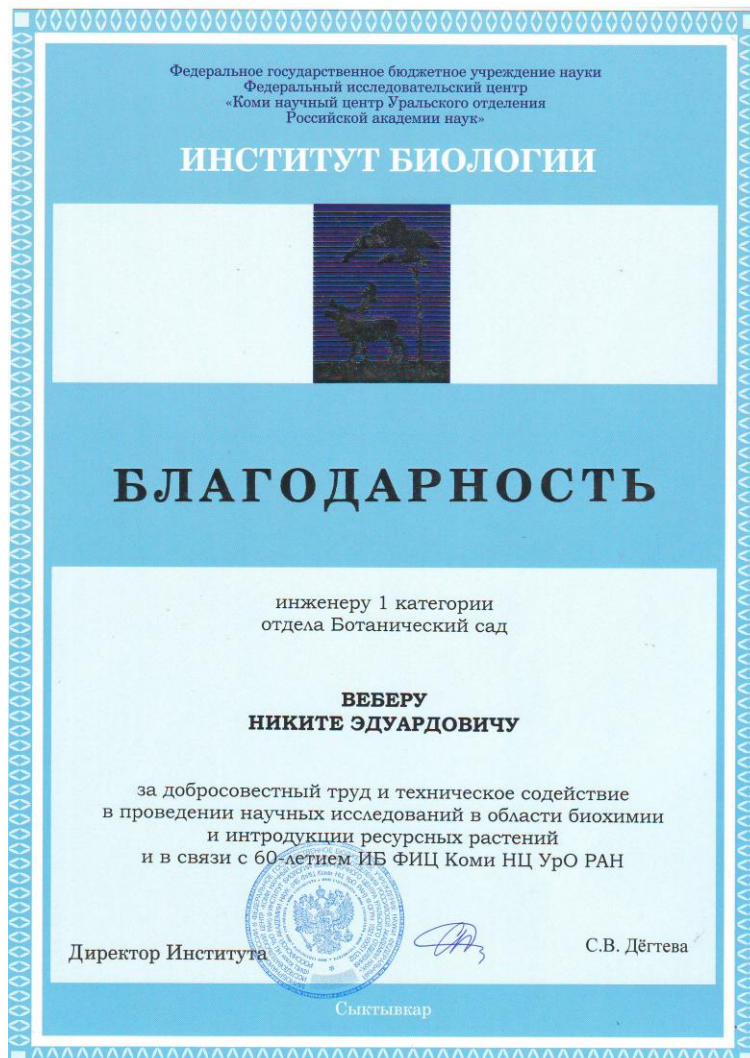 Федеральное государственное бюджетное учреждение науки
Федеральный исследовательский центр
«Коми научный центр Уральского отделения
Российской академии наук»
ИНСТИТУТ БИОЛОГИИ
БЛАГОДАРНОСТЬ
инженеру 1 категории
отдела Ботанический сад
ВЕБЕРУ
НИКИТЕ ЭДУАРДОВИЧУ
за добросовестный труд и техническое содействие
в проведении научных исследований в области биохимии
и интродукции ресурсных растений
и в связи с 60-летием ИБ ФИЦ Коми НЦ УрО РАН
Директор Института
С.В. Дёгтева
Сыктывкар